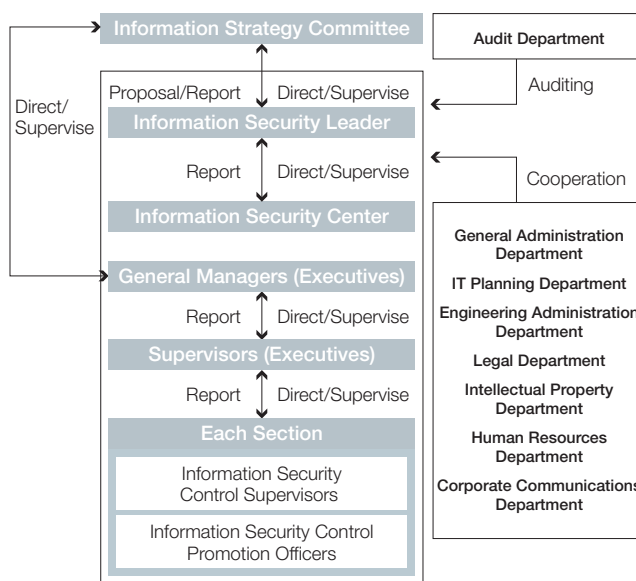 Information Strategy Committee
Audit Department
Direct/
Supervise
Proposal/Report
Direct/Supervise
Auditing
Information Security Leader
Report
Direct/Supervise
Cooperation
Information Security Center
General Managers (Executives)
Report
Direct/Supervise
Supervisors (Executives)
Report
Direct/Supervise
Each Section
Information Security
Control Supervisors
Information Security Control
Promotion Officers
General Administration
Department
IT Planning Department
Engineering Administration
Department
Legal Department
Intellectual Property
Department
Human Resources
Department
Corporate Communications
Department